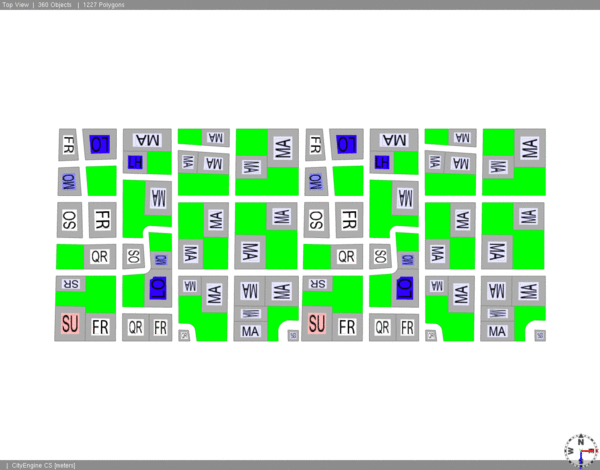 Top View | 360 Objects | 1227 Polygons
FR LO MA MA MA FR LO MA MA MA
LH MA MA MA LH MA MA MA
OM OM
MA MA
OS FR MA MA OS FR MA MA
QR SO MA MA QR SO MA MA
OM OM
SR LO MA MA MA MA SR LO MA MA MA MA
SU FR QR FR MA SU FR QR FR MA
N
W
| CityEngine CS [meters]